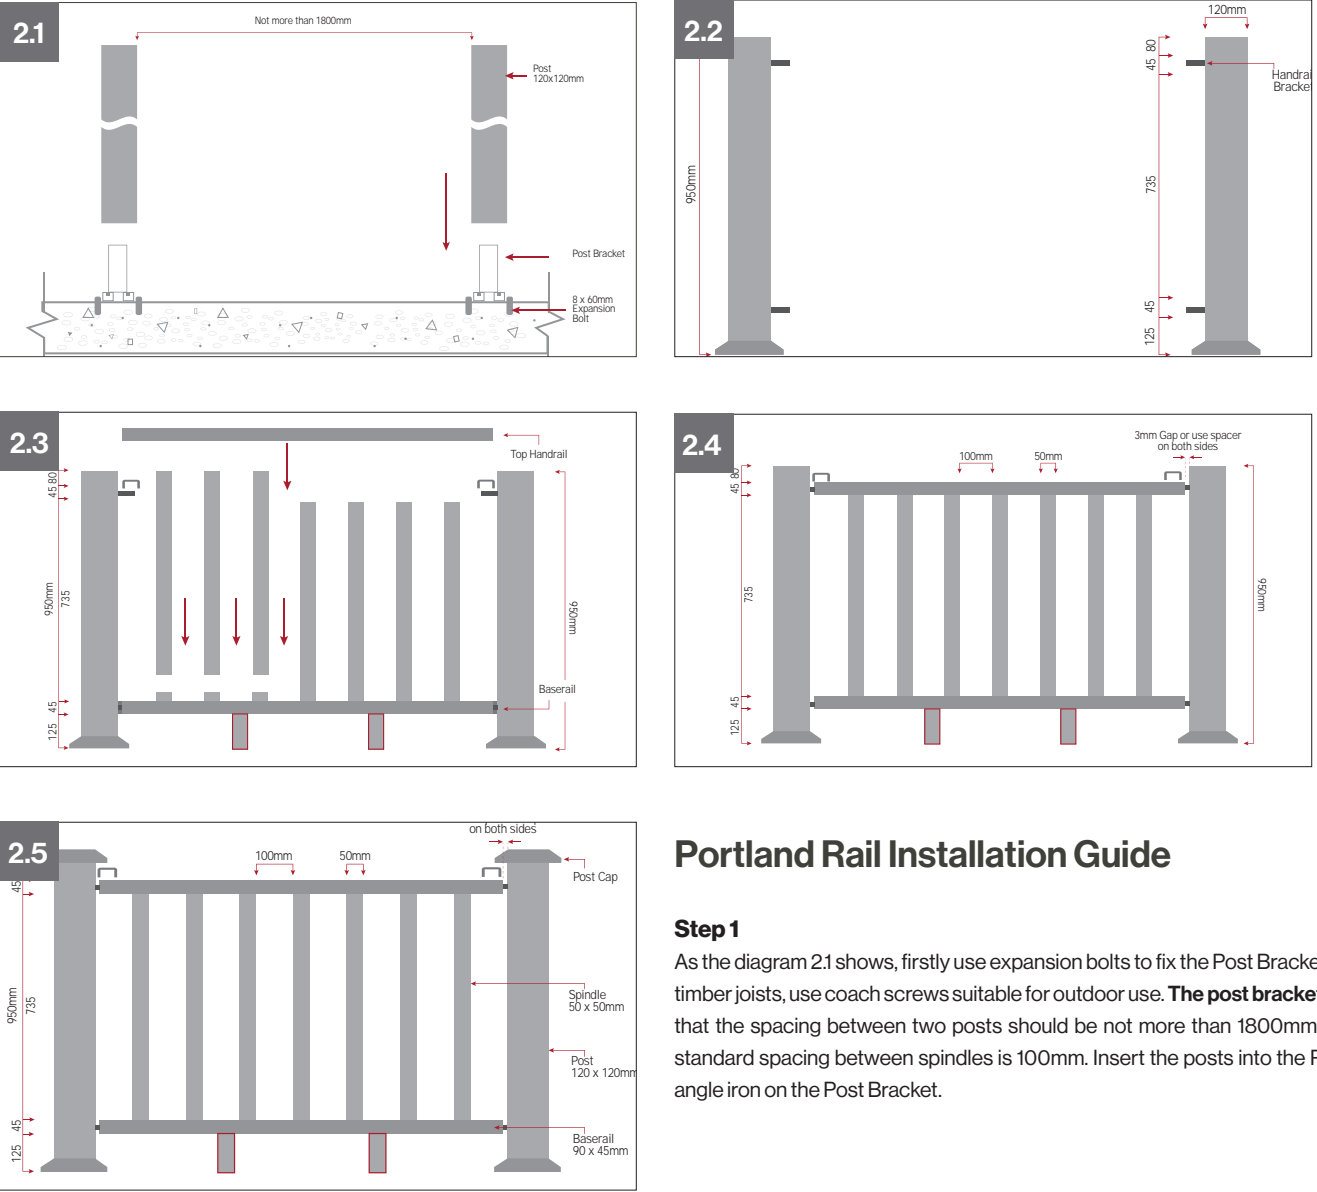 2.1
Not more than 1800mm
Post
120x120mm
Post Bracket
8 x 60mm
Expansion
Bolt
2.2
120mm
80
45
Handrai
Bracket
950mm
735
45
125
2.3
Top Handrail
80
45
950mm
735
950mm
Baserail
45
125
2.4
3mm Gap or use spacer
on both sides
100mm
50mm
80
45
735
950mm
45
125
2.5
on both sides
100mm
50mm
Post Cap
45
950mm
735
Spindle
50 x 50mm
Post
120 x 120mm
45
125
Baserail
90 x 45mm
Portland Rail Installation Guide
Step 1
As the diagram 2.1 shows, firstly use expansion bolts to fix the Post Bracke
timber joists, use coach screws suitable for outdoor use. The post bracket
that the spacing between two posts should be not more than 1800mm
standard spacing between spindles is 100mm. Insert the posts into the P
angle iron on the Post Bracket.